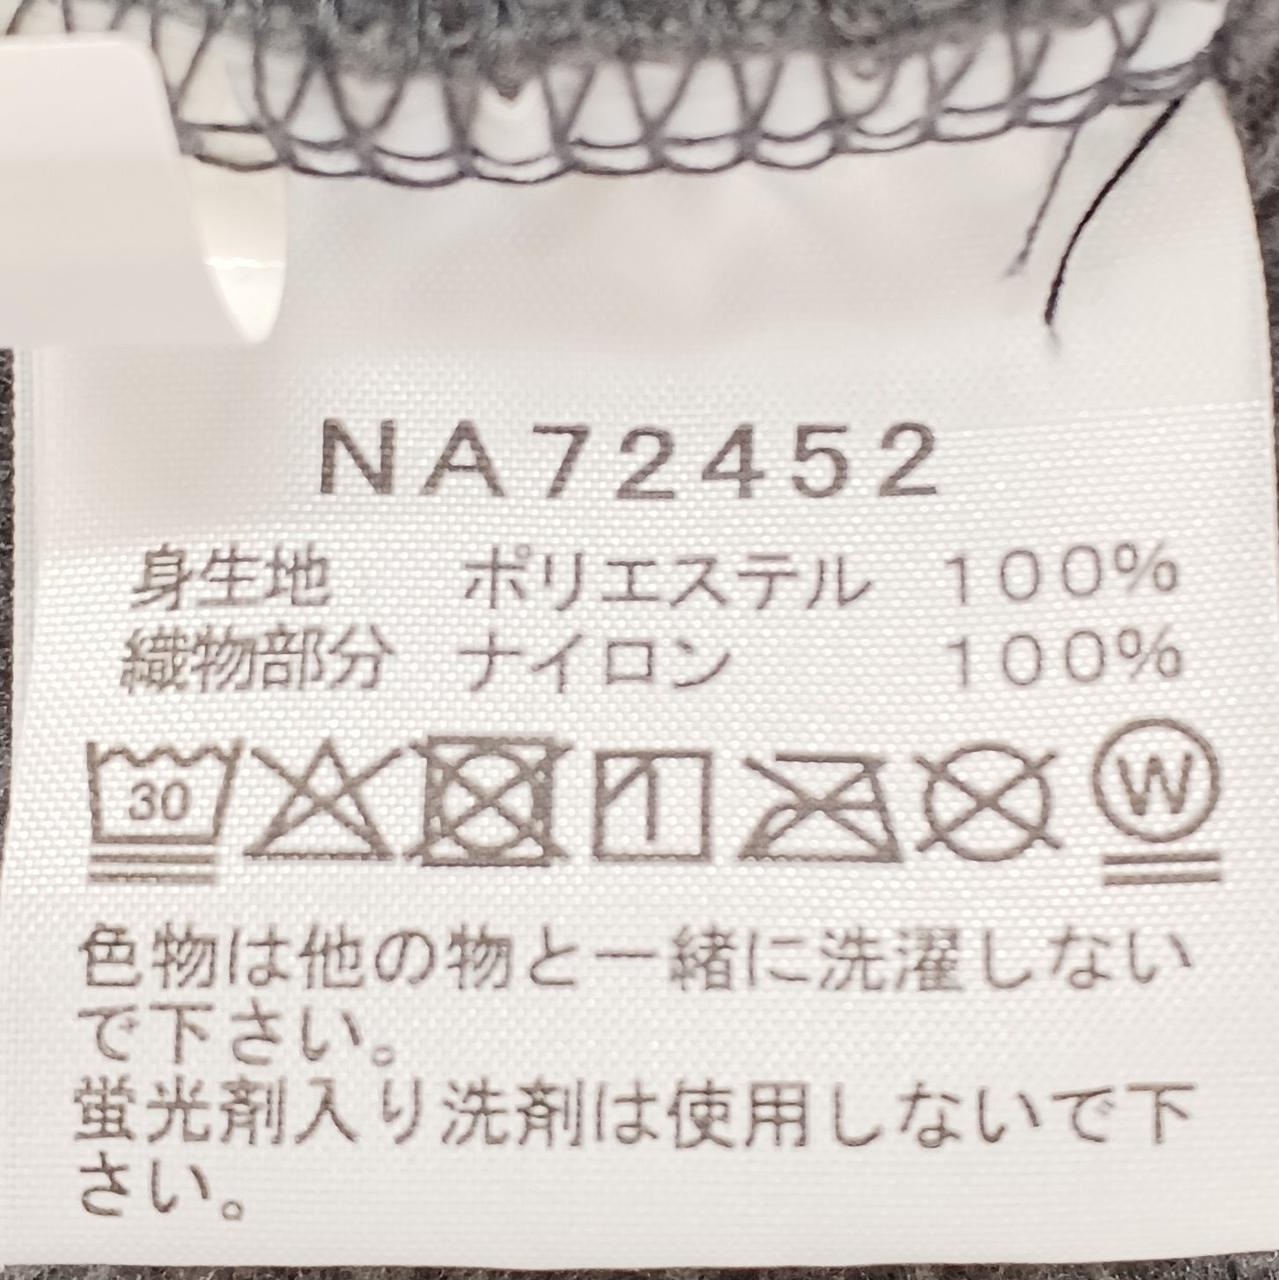 NA72452
身生地 ポリエステル 100%
織物部分 ナイロン 100%
30 W
色物は他の物と一緒に洗濯しない
で下さい。
蛍光剤入り洗剤は使用しないで下
さい。